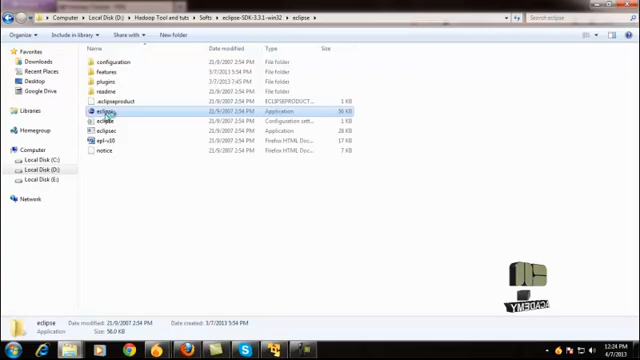 Computer ▸ Local Disk (D:) ▸ Hadoop Tool and tuts ▸ Softs ▸ eclipse-SDK-3.3.1-win32 ▸ eclipse ▸
Search eclipse
Organize Include in library Share with New folder
Name Date modified Type Size
Favorites
Downloads
Recent Places
Desktop
Google Drive
Libraries
Homegroup
Computer
Local Disk (C:)
Local Disk (D:)
Local Disk (E:)
Network
configuration 21/9/2007 2:54 PM File folder
features 3/7/2013 5:54 PM File folder
plugins 3/7/2013 7:45 PM File folder
readme 21/9/2007 2:54 PM File folder
.eclipseproduct 21/9/2007 2:54 PM ECLIPSEPRODUCT... 1 KB
eclipse 21/9/2007 2:54 PM Application 56 KB
eclipse 21/9/2007 2:54 PM Configuration sett... 1 KB
eclipsec 21/9/2007 2:54 PM Application 28 KB
epl-v10 21/9/2007 2:54 PM Firefox HTML Doc... 17 KB
notice 21/9/2007 2:54 PM Firefox HTML Doc... 7 KB
ACADEMY
eclipse Date modified: 21/9/2007 2:54 PM Date created: 3/7/2013 5:54 PM
Application Size: 56.0 KB
12:24 PM
4/7/2013